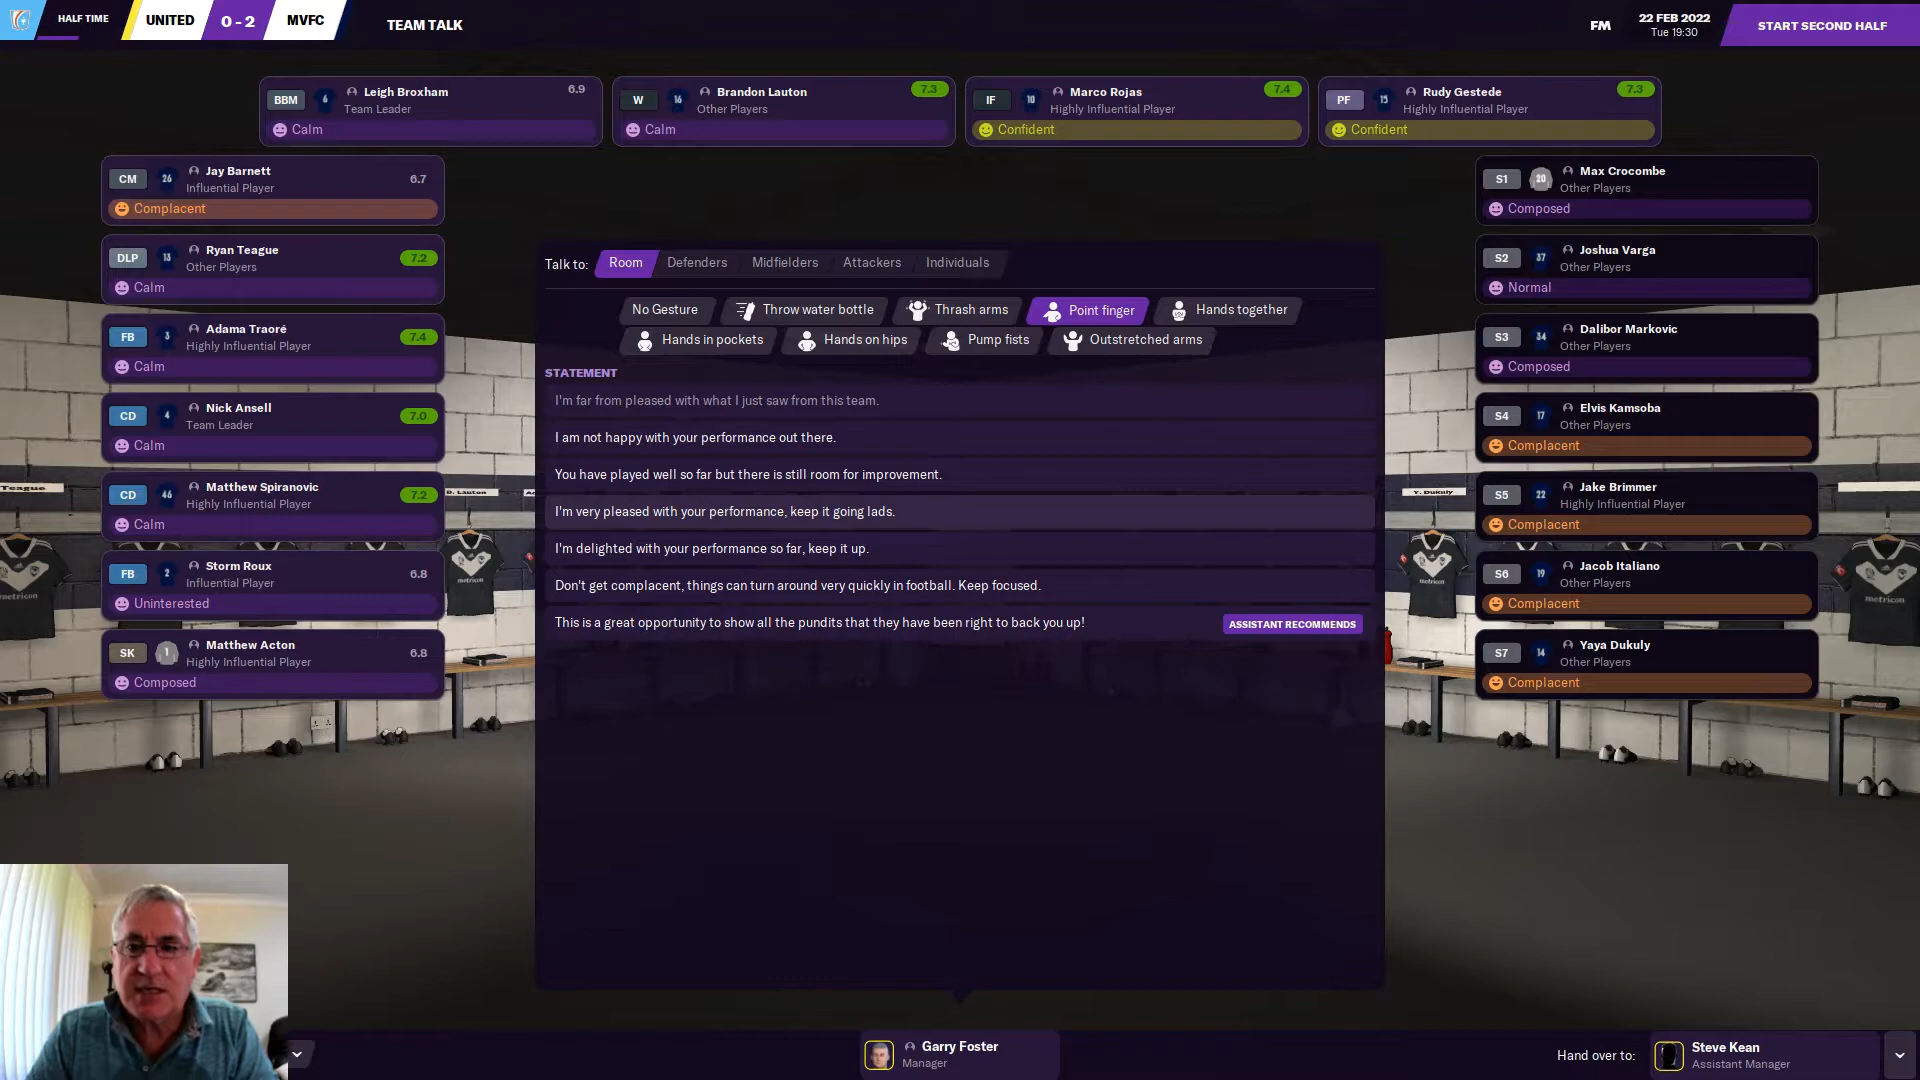 HALF TIME
UNITED
0 - 2
MVFC
TEAM TALK
FM
22 FEB 2022
Tue 19:30
START SECOND HALF
BBM
6
Leigh Broxham
Team Leader
6.9
Calm
W
16
Brandon Lauton
Other Players
7.3
Calm
IF
10
Marco Rojas
Highly Influential Player
7.4
Confident
PF
15
Rudy Gestede
Highly Influential Player
7.3
Confident
CM
26
Jay Barnett
Influential Player
6.7
Complacent
DLP
13
Ryan Teague
Other Players
7.2
Calm
FB
3
Adama Traoré
Highly Influential Player
7.4
Calm
CD
4
Nick Ansell
Team Leader
7.0
Calm
CD
46
Matthew Spiranovic
Highly Influential Player
7.2
Calm
FB
2
Storm Roux
Influential Player
6.8
Uninterested
SK
1
Matthew Acton
Highly Influential Player
6.8
Composed
Talk to:
Room
Defenders
Midfielders
Attackers
Individuals
No Gesture
Throw water bottle
Thrash arms
Point finger
Hands together
Hands in pockets
Hands on hips
Pump fists
Outstretched arms
STATEMENT
I'm far from pleased with what I just saw from this team.
I am not happy with your performance out there.
You have played well so far but there is still room for improvement.
I'm very pleased with your performance, keep it going lads.
I'm delighted with your performance so far, keep it up.
Don't get complacent, things can turn around very quickly in football. Keep focused.
This is a great opportunity to show all the pundits that they have been right to back you up!
ASSISTANT RECOMMENDS
S1
20
Max Crocombe
Other Players
Composed
S2
37
Joshua Varga
Other Players
Normal
S3
34
Dalibor Markovic
Other Players
Composed
S4
17
Elvis Kamsoba
Other Players
Complacent
S5
22
Jake Brimmer
Highly Influential Player
Complacent
S6
19
Jacob Italiano
Other Players
Complacent
S7
14
Yaya Dukuly
Other Players
Complacent
Teague
B. Lauton
Y. Dukuly
metricon
metricon
metricon
metricon
Garry Foster
Manager
Hand over to:
Steve Kean
Assistant Manager